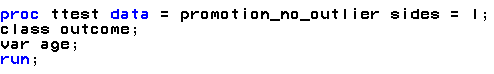 proc ttest data = promotion_no_outlier sides = l;
class outcome;
var age;
run;